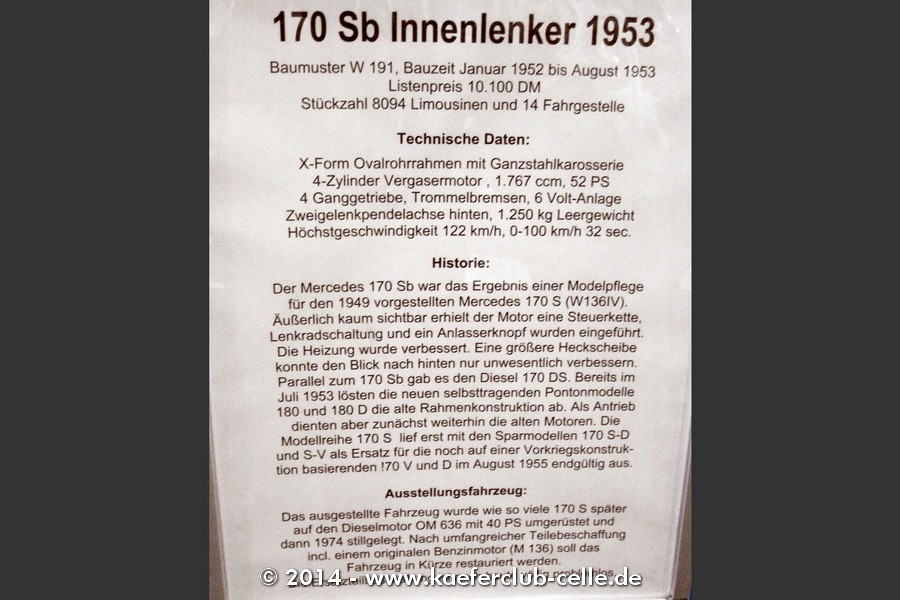 170 Sb Innenlenker 1953
Baumuster W 191, Bauzeit Januar 1952 bis August 1953
Listenpreis 10.100 DM
Stückzahl 8094 Limousinen und 14 Fahrgestelle
Technische Daten:
X-Form Ovalrohrrahmen mit Ganzstahlkarosserie
4-Zylinder Vergasermotor , 1.767 ccm, 52 PS
4 Ganggetriebe, Trommelbremsen, 6 Volt-Anlage
Zweigelenkpendelachse hinten, 1.250 kg Leergewicht
Höchstgeschwindigkeit 122 km/h, 0-100 km/h 32 sec.
Historie:
Der Mercedes 170 Sb war das Ergebnis einer Modelpflege
für den 1949 vorgestellten Mercedes 170 S (W136IV).
Äußerlich kaum sichtbar erhielt der Motor eine Steuerkette,
Lenkradschaltung und ein Anlasserknopf wurden eingeführt.
Die Heizung wurde verbessert. Eine größere Heckscheibe
konnte den Blick nach hinten nur unwesentlich verbessern.
Parallel zum 170 Sb gab es den Diesel 170 DS. Bereits im
Juli 1953 lösten die neuen selbsttragenden Pontonmodelle
180 und 180 D die alte Rahmenkonstruktion ab. Als Antrieb
dienten aber zunächst weiterhin die alten Motoren. Die
Modellreihe 170 S lief erst mit den Sparmodellen 170 S-D
und S-V als Ersatz für die noch auf einer Vorkriegskonstruk-
tion basierenden !70 V und D im August 1955 endgültig aus.
Ausstellungsfahrzeug:
Das ausgestellte Fahrzeug wurde wie so viele 170 S später
auf den Dieselmotor OM 636 mit 40 PS umgerüstet und
dann 1974 stillgelegt. Nach umfangreicher Teilebeschaffung
incl. einem originalen Benzinmotor (M 136) soll das
Fahrzeug in Kürze restauriert werden.
© 2014 - www.kaeferclub-celle.de